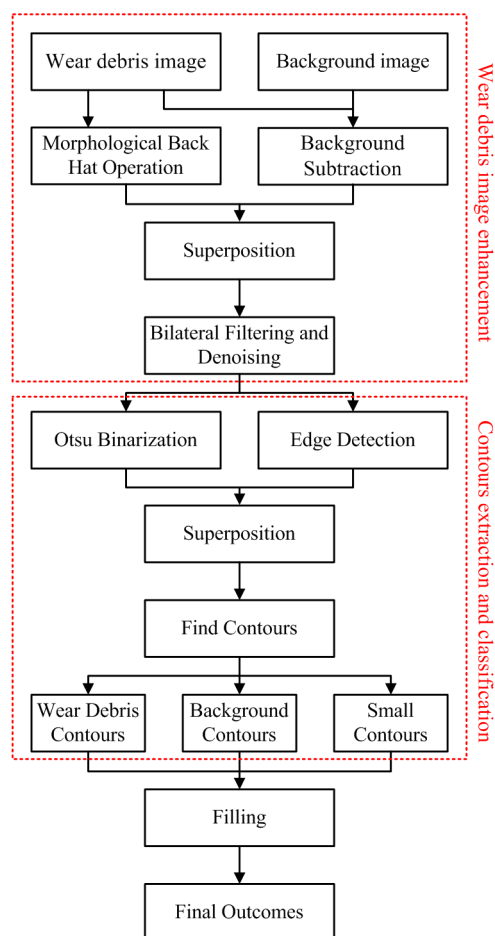 Wear debris image
Background image
Morphological Back
Hat Operation
Background
Subtraction
Superposition
Bilateral Filtering and
Denoising
Wear debris image enhancement
Otsu Binarization
Edge Detection
Superposition
Find Contours
Wear Debris
Contours
Background
Contours
Small
Contours
Contours extraction and classification
Filling
Final Outcomes